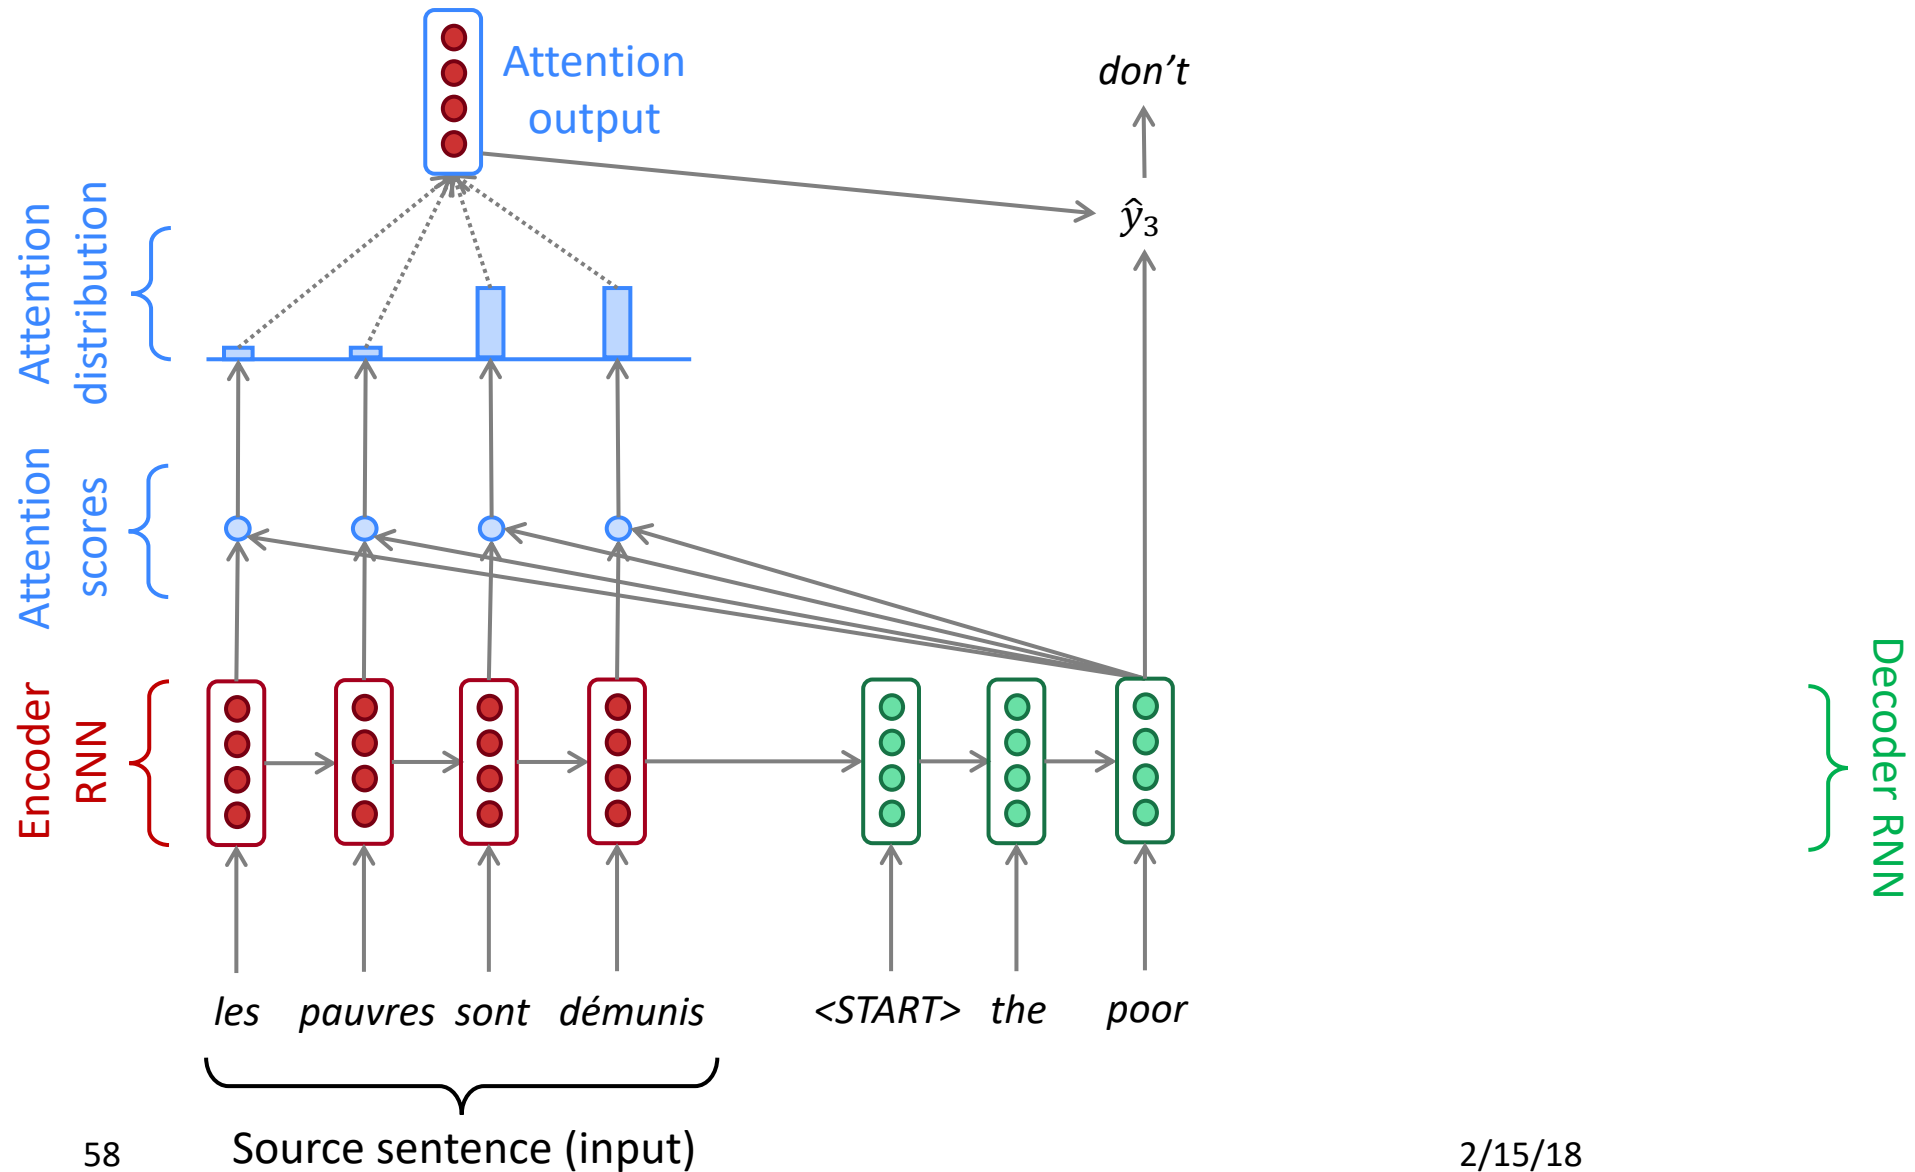 Attention
output
don't
ŷ₃
Attention
distribution
Attention
scores
Encoder
RNN
Decoder RNN
les pauvres sont démunis <START> the poor
Source sentence (input)
58
2/15/18